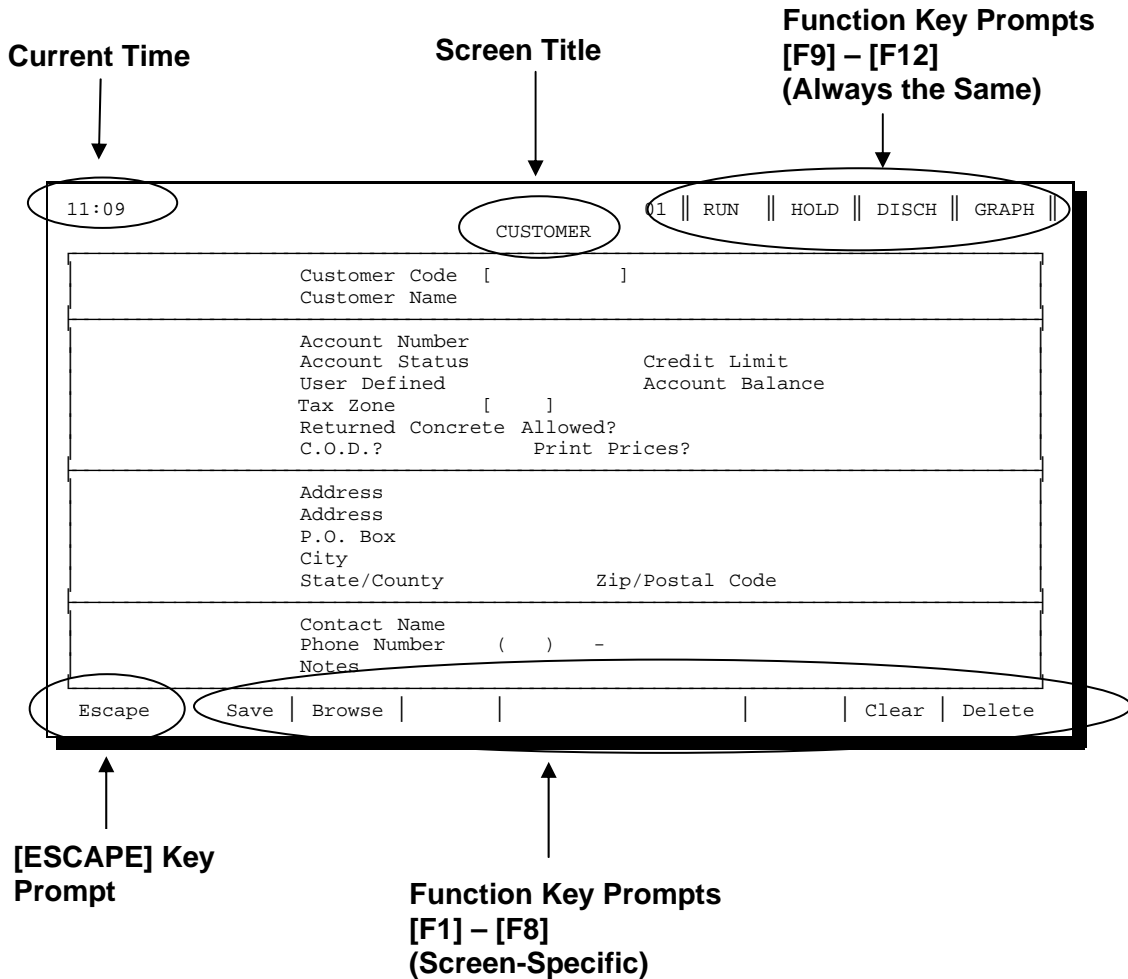 Function Key Prompts
[F9] – [F12]
(Always the Same)
Current Time
Screen Title
11:09
01 ║ RUN ║ HOLD ║ DISCH ║ GRAPH ║
CUSTOMER
Customer Code [ ]
Customer Name
Account Number
Account Status Credit Limit
User Defined Account Balance
Tax Zone [ ]
Returned Concrete Allowed?
C.O.D.? Print Prices?
Address
Address
P.O. Box
City
State/County Zip/Postal Code
Contact Name
Phone Number ( ) -
Notes
Escape Save | Browse | | | | Clear | Delete
[ESCAPE] Key
Prompt
Function Key Prompts
[F1] – [F8]
(Screen-Specific)